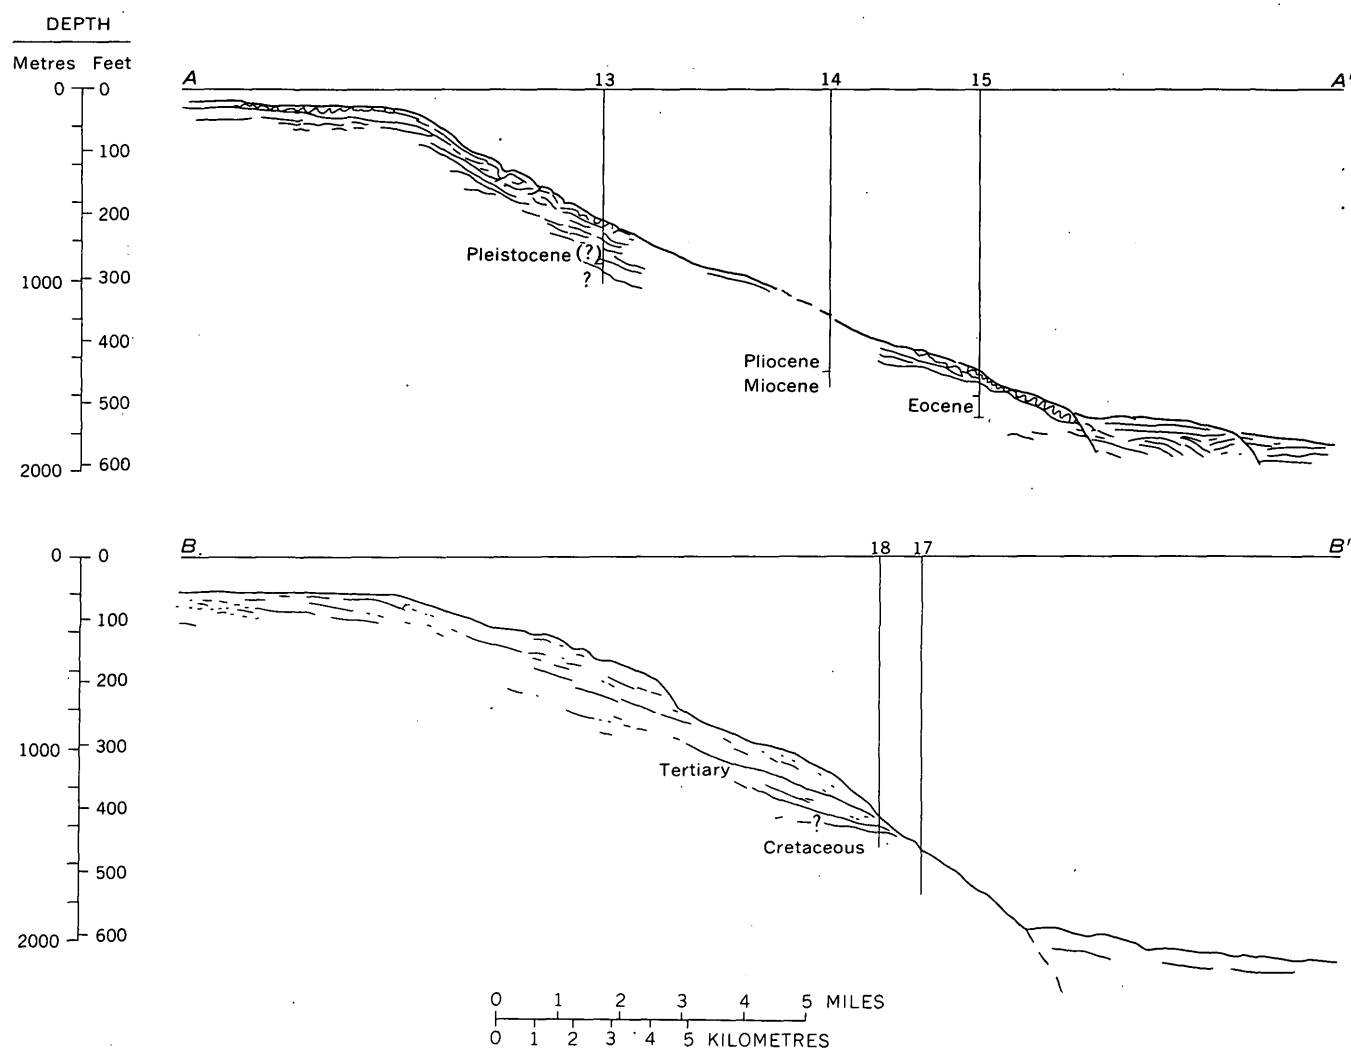 DEPTH
Metres Feet
A 13 14 15 A'
0 0
100
200
Pleistocene (?)
1000 300
?
400
Pliocene
Miocene
500
Eocene
2000 600
B. 18 17 B'
0 0
100
200
1000 300
Tertiary
400
?
Cretaceous
500
2000 600
0 1 2 3 4 5 MILES
0 1 2 3 4 5 KILOMETRES